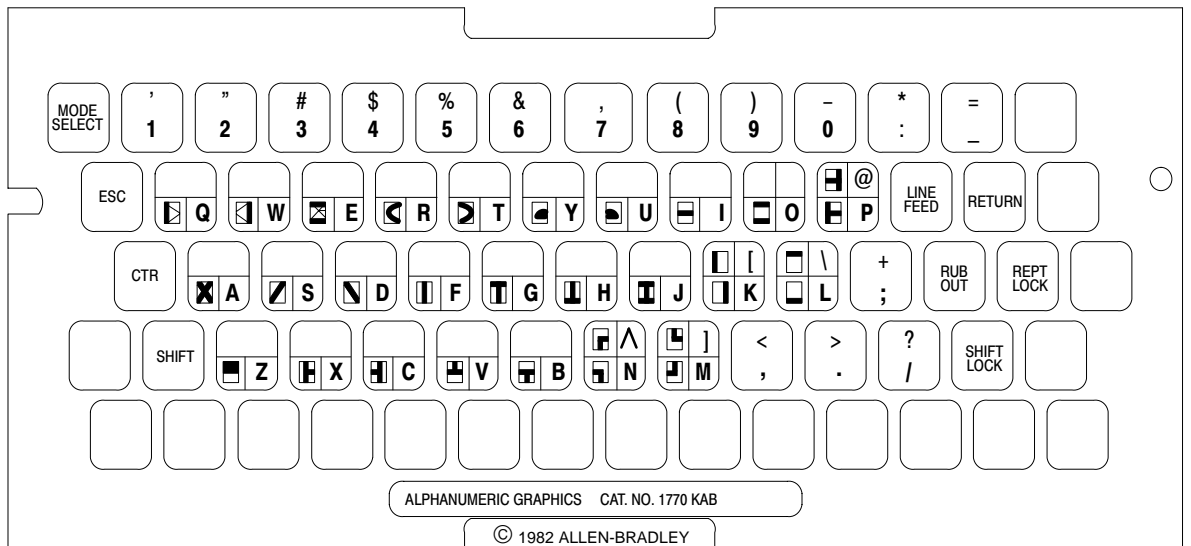 MODE SELECT ' 1 " 2 # 3 $ 4 % 5 & 6 , 7 ( 8 ) 9 – 0 * : = _
ESC Q W E R T Y U I O @ P LINE FEED RETURN
CTR A S D F G H J [ K \ L + ; RUB OUT REPT LOCK
SHIFT Z X C V B ∧ N ] M < , > . ? / SHIFT LOCK
ALPHANUMERIC GRAPHICS CAT. NO. 1770 KAB
© 1982 ALLEN-BRADLEY